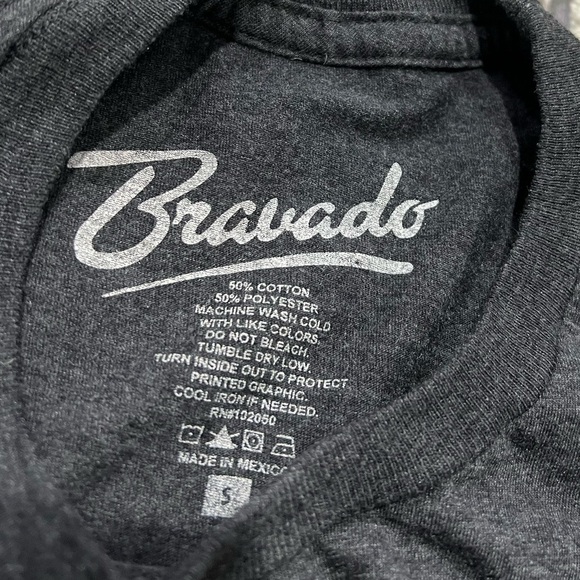 Bravado
50% COTTON
50% POLYESTER
MACHINE WASH COLD
WITH LIKE COLORS.
DO NOT BLEACH.
TUMBLE DRY LOW.
TURN INSIDE OUT TO PROTECT
PRINTED GRAPHIC.
COOL IRON IF NEEDED.
RN#102050
MADE IN MEXICO
S